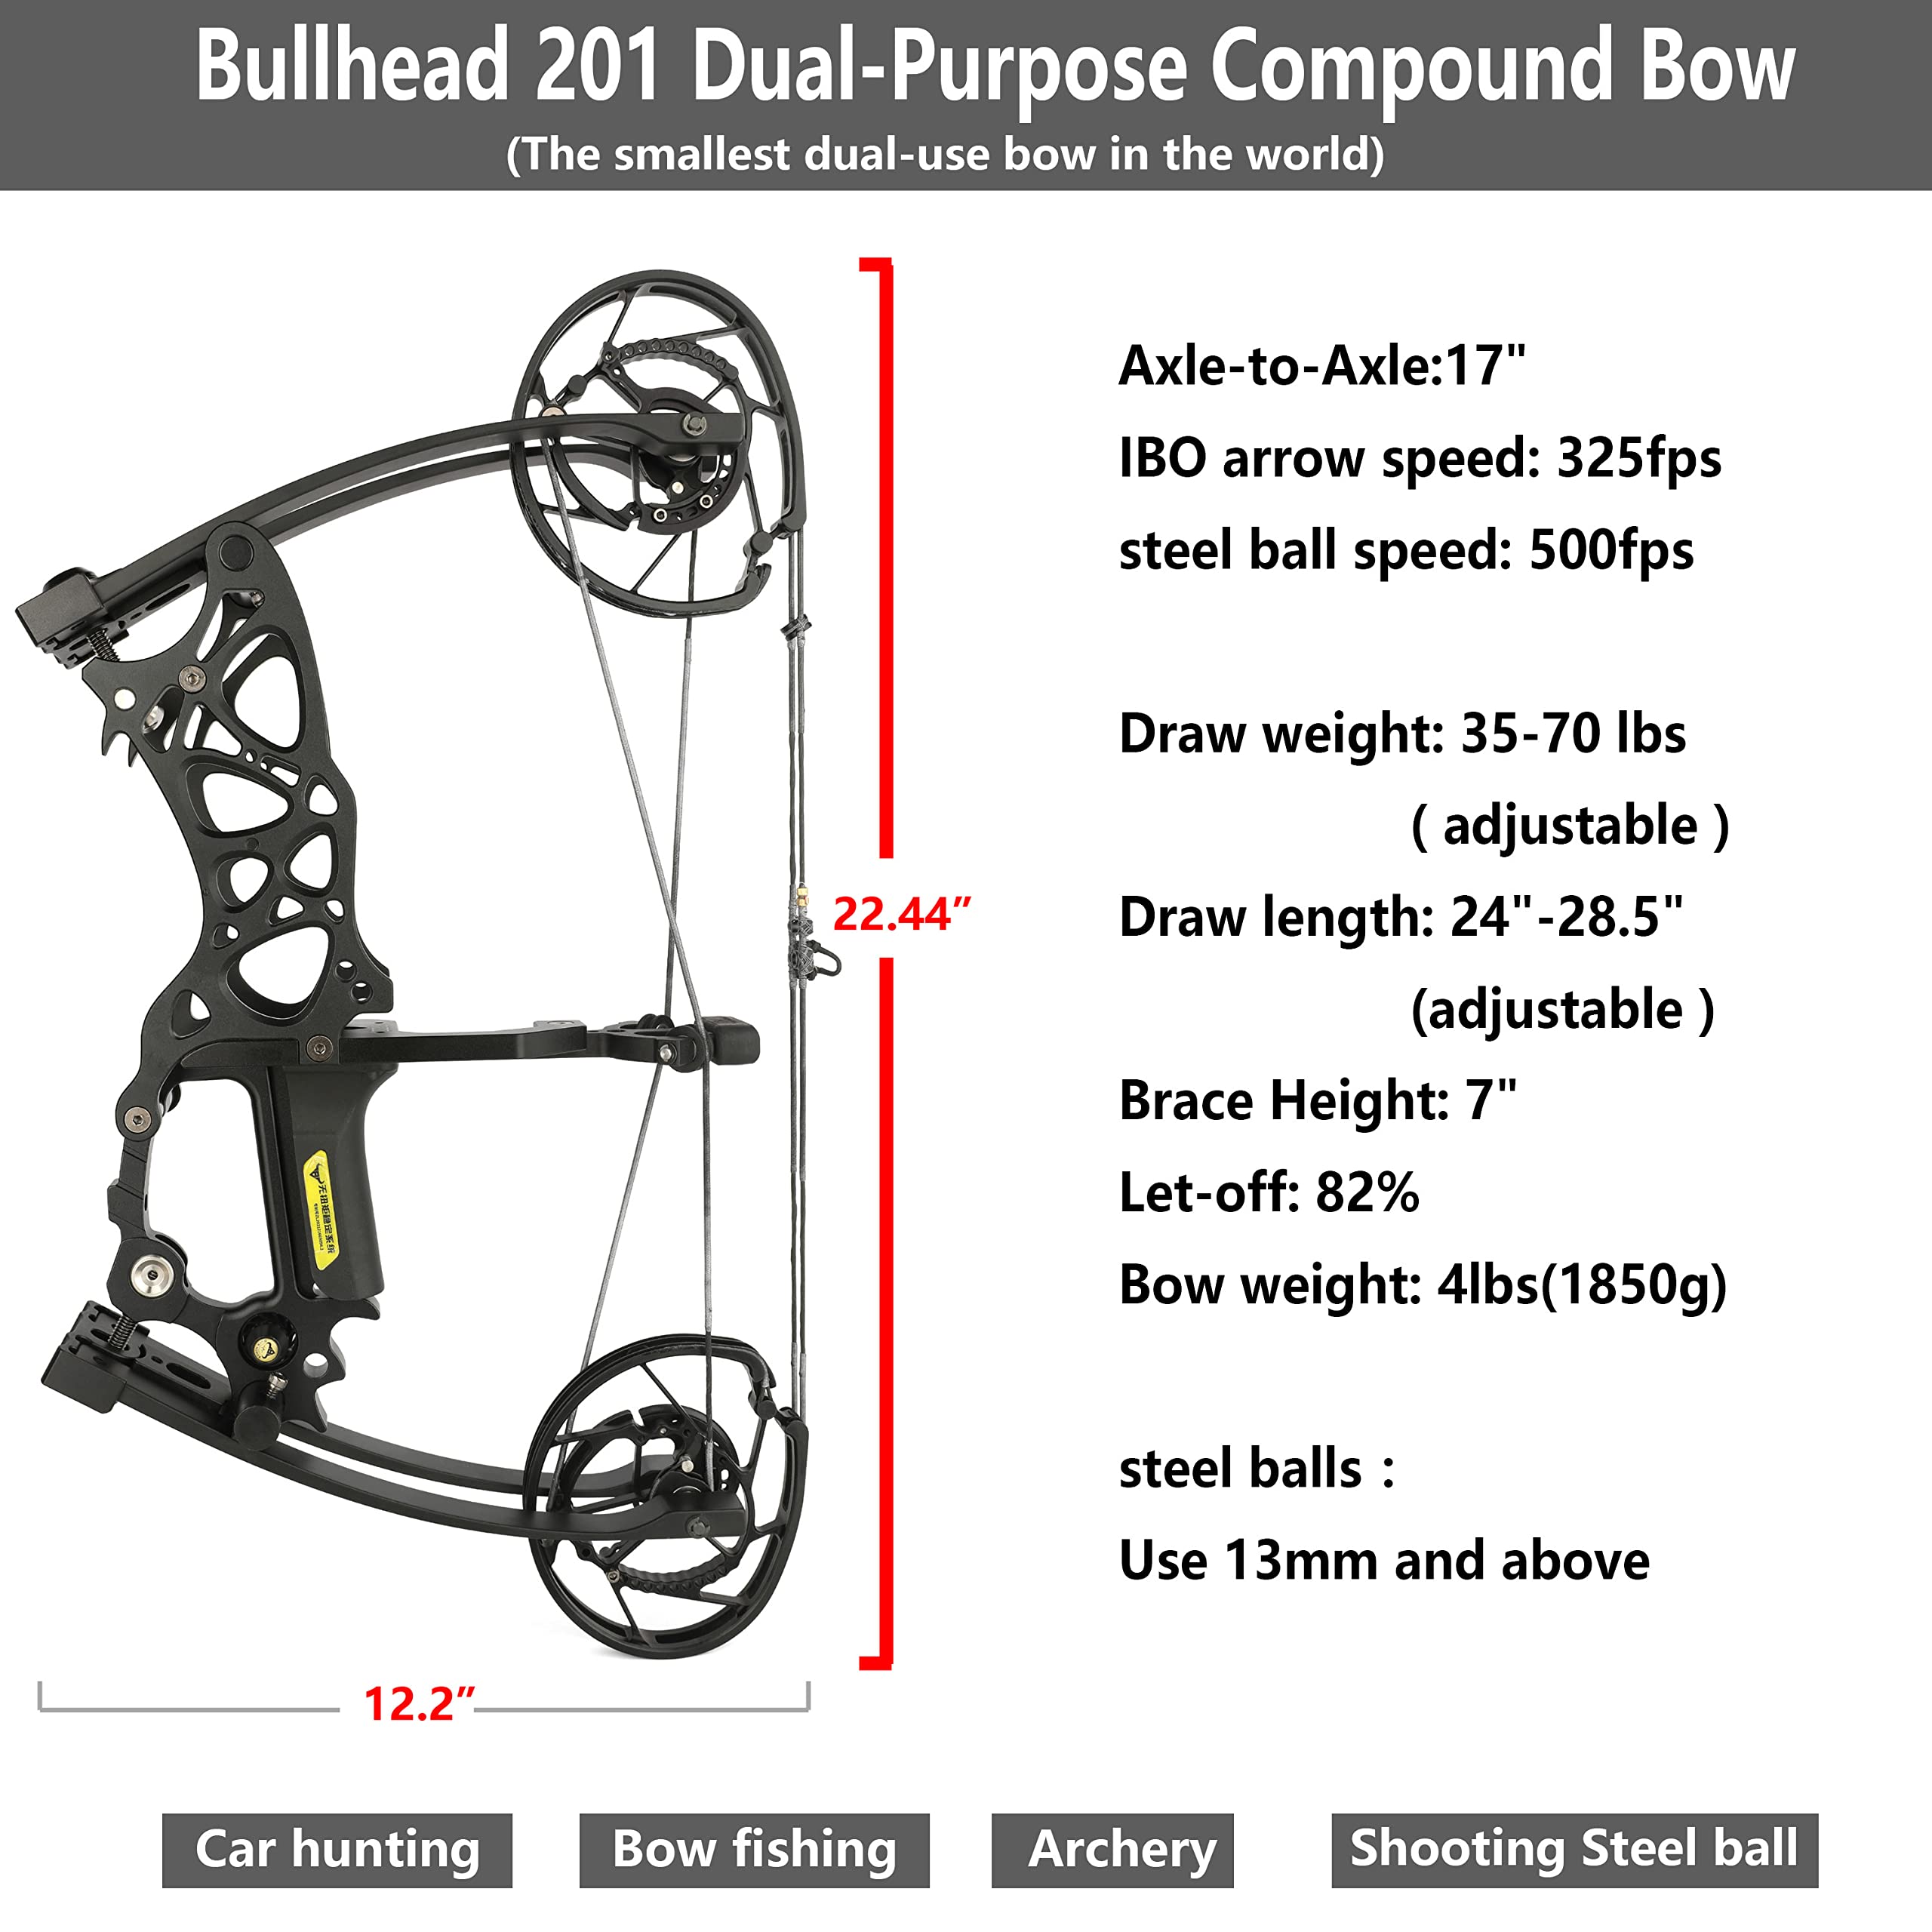 Bullhead 201 Dual-Purpose Compound Bow
(The smallest dual-use bow in the world)
Axle-to-Axle:17"
IBO arrow speed: 325fps
steel ball speed: 500fps
Draw weight: 35-70 lbs
( adjustable )
22.44”
Draw length: 24"-28.5"
(adjustable )
Brace Height: 7"
Let-off: 82%
Bow weight: 4lbs(1850g)
steel balls：
Use 13mm and above
12.2”
Car hunting
Bow fishing
Archery
Shooting Steel ball